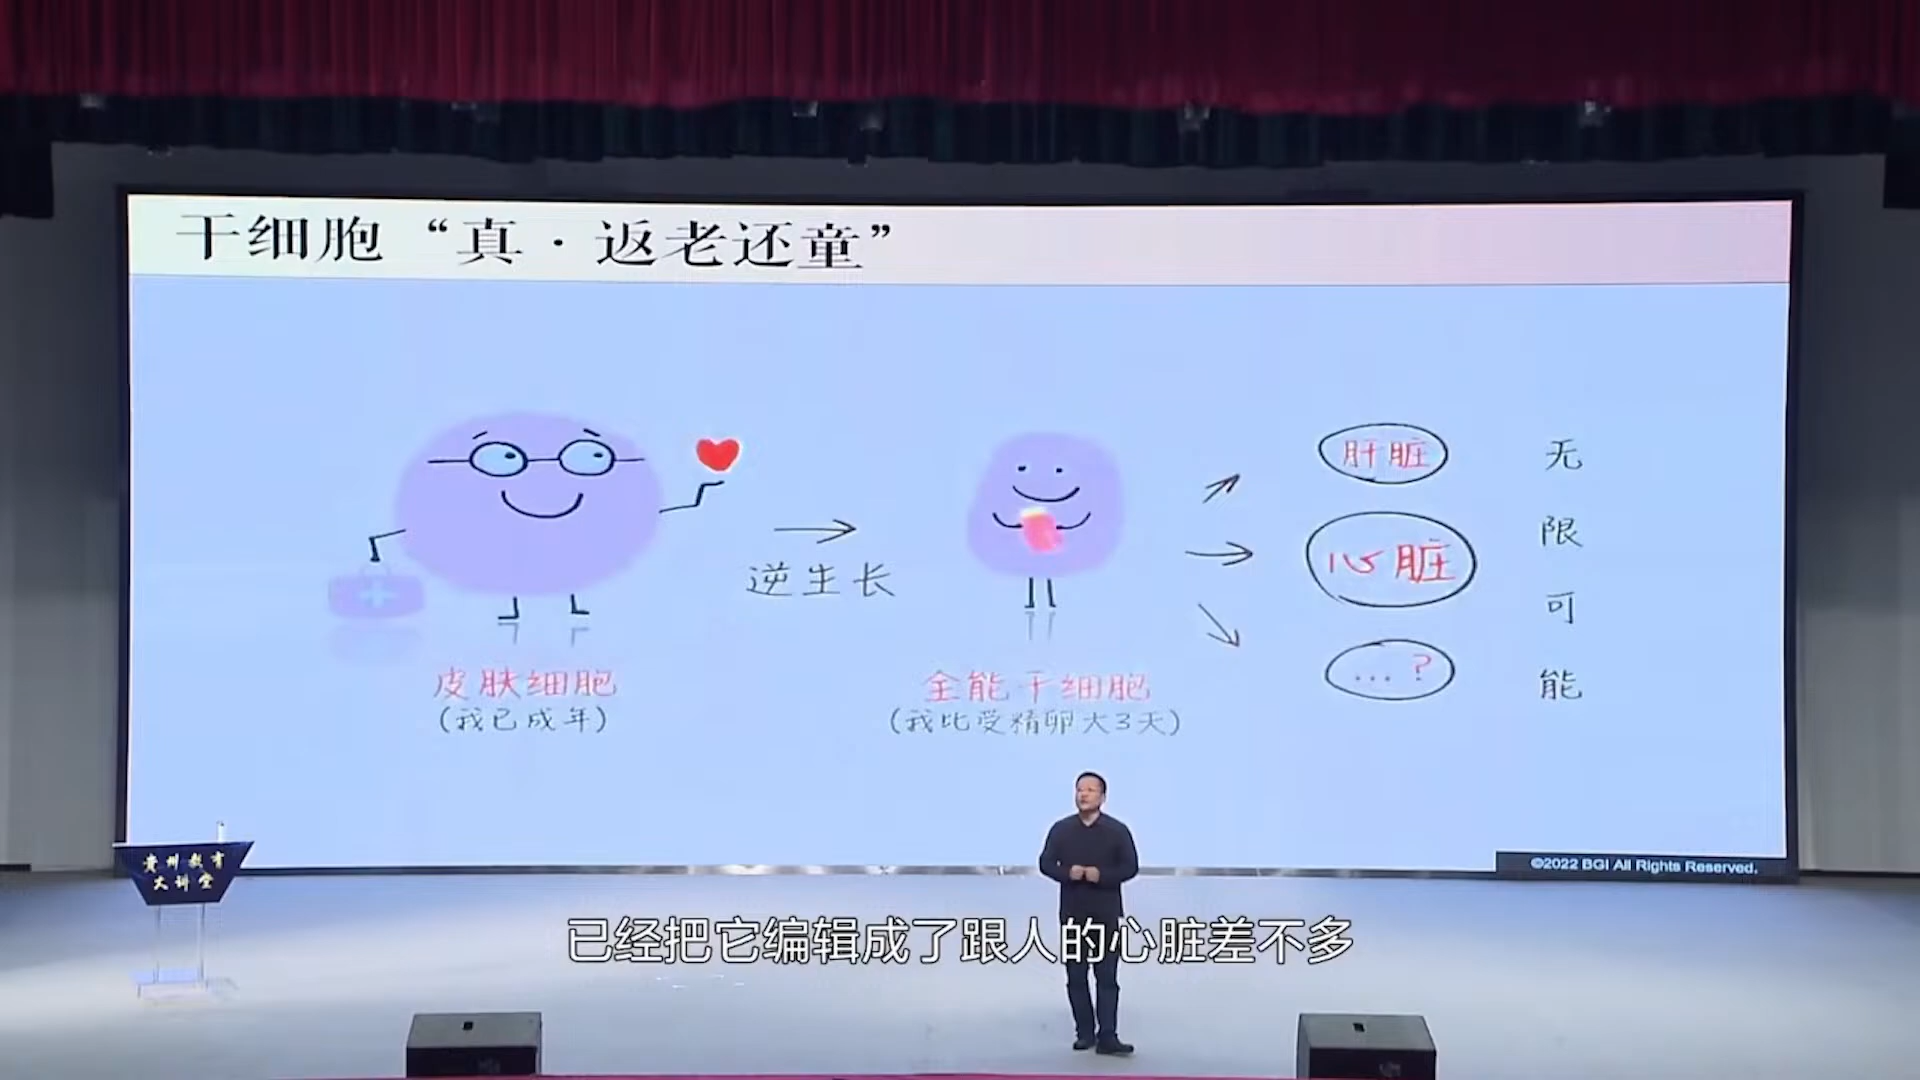 干细胞 “真·返老还童”
肝脏
心脏
...?
无
限
可
能
逆生长
皮肤细胞
(我已成年)
全能干细胞
(我比受精卵大3天)
©2022 BGI All Rights Reserved.
贵州教育
大讲堂
已经把它编辑成了跟人的心脏差不多